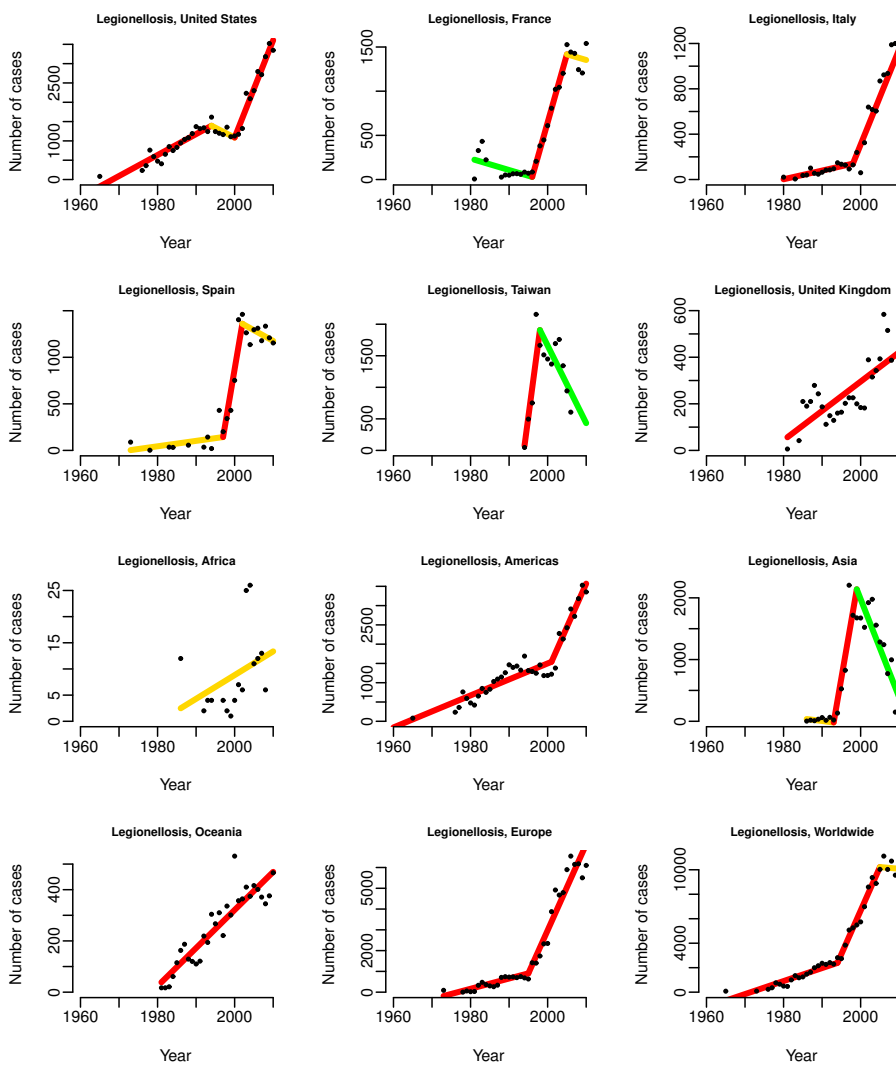 Legionellosis, United States
Number of cases
0
1000
2500
1960
1980
2000
Year
Legionellosis, France
Number of cases
0
500
1500
1960
1980
2000
Year
Legionellosis, Italy
Number of cases
0
400
800
1200
1960
1980
2000
Year
Legionellosis, Spain
Number of cases
0
500
1000
1960
1980
2000
Year
Legionellosis, Taiwan
Number of cases
0
500
1500
1960
1980
2000
Year
Legionellosis, United Kingdom
Number of cases
0
200
400
600
1960
1980
2000
Year
Legionellosis, Africa
Number of cases
0
5
15
25
1960
1980
2000
Year
Legionellosis, Americas
Number of cases
0
1000
2500
1960
1980
2000
Year
Legionellosis, Asia
Number of cases
0
1000
2000
1960
1980
2000
Year
Legionellosis, Oceania
Number of cases
0
200
400
1960
1980
2000
Year
Legionellosis, Europe
Number of cases
0
2000
5000
1960
1980
2000
Year
Legionellosis, Worldwide
Number of cases
0
4000
10000
1960
1980
2000
Year